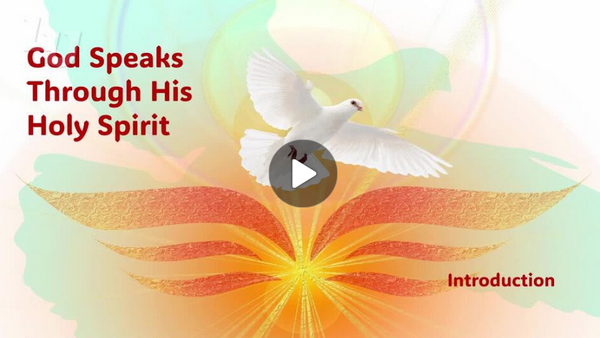 God Speaks
Through His
Holy Spirit
Introduction